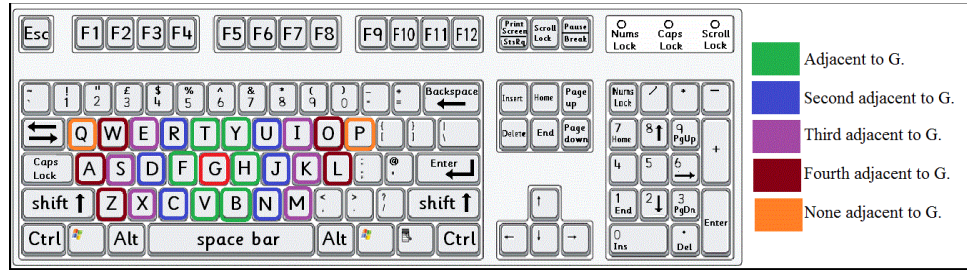 Esc F1 F2 F3 F4 F5 F6 F7 F8 F9 F10 F11 F12 Print Screen SysRq Scroll Lock Pause Break Nums Lock Caps Lock Scroll Lock
! 1 " 2 £ 3 $ 4 % 5 ^ 6 & 7 * 8 ( 9 ) 0 - + = Backspace Insert Home Page up Nums Lock / * -
Q W E R T Y U I O P { [ } ] Delete End Page down 7 Home 8 9 PgUp +
Caps Lock A S D F G H J K L : ; @ Enter 4 5 6
shift Z X C V B N M < , > . ? / shift 1 End 2 3 PgDn Enter
Ctrl Alt space bar Alt Ctrl 0 Ins . Del
Adjacent to G.
Second adjacent to G.
Third adjacent to G.
Fourth adjacent to G.
None adjacent to G.